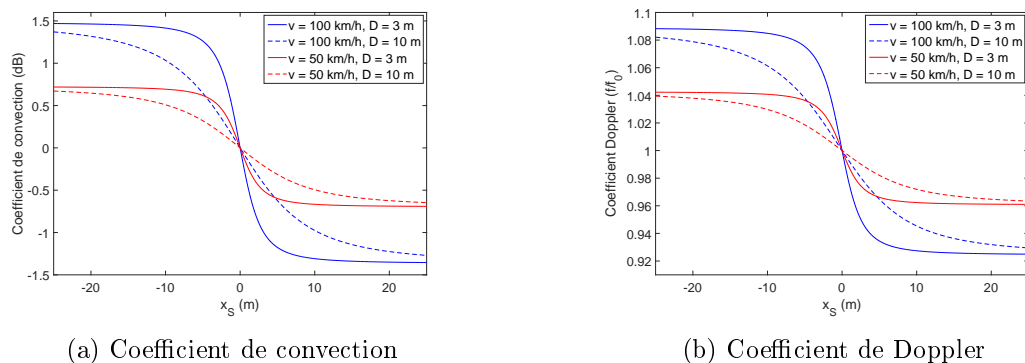 Coefficient de convection (dB)
1.5
1
0.5
0
-0.5
-1
-1.5
-20
-10
0
10
20
x_S (m)
v = 100 km/h, D = 3 m
v = 100 km/h, D = 10 m
v = 50 km/h, D = 3 m
v = 50 km/h, D = 10 m
(a) Coefficient de convection
Coefficient Doppler (f/f_0)
1.1
1.08
1.06
1.04
1.02
1
0.98
0.96
0.94
0.92
-20
-10
0
10
20
x_S (m)
v = 100 km/h, D = 3 m
v = 100 km/h, D = 10 m
v = 50 km/h, D = 3 m
v = 50 km/h, D = 10 m
(b) Coefficient de Doppler